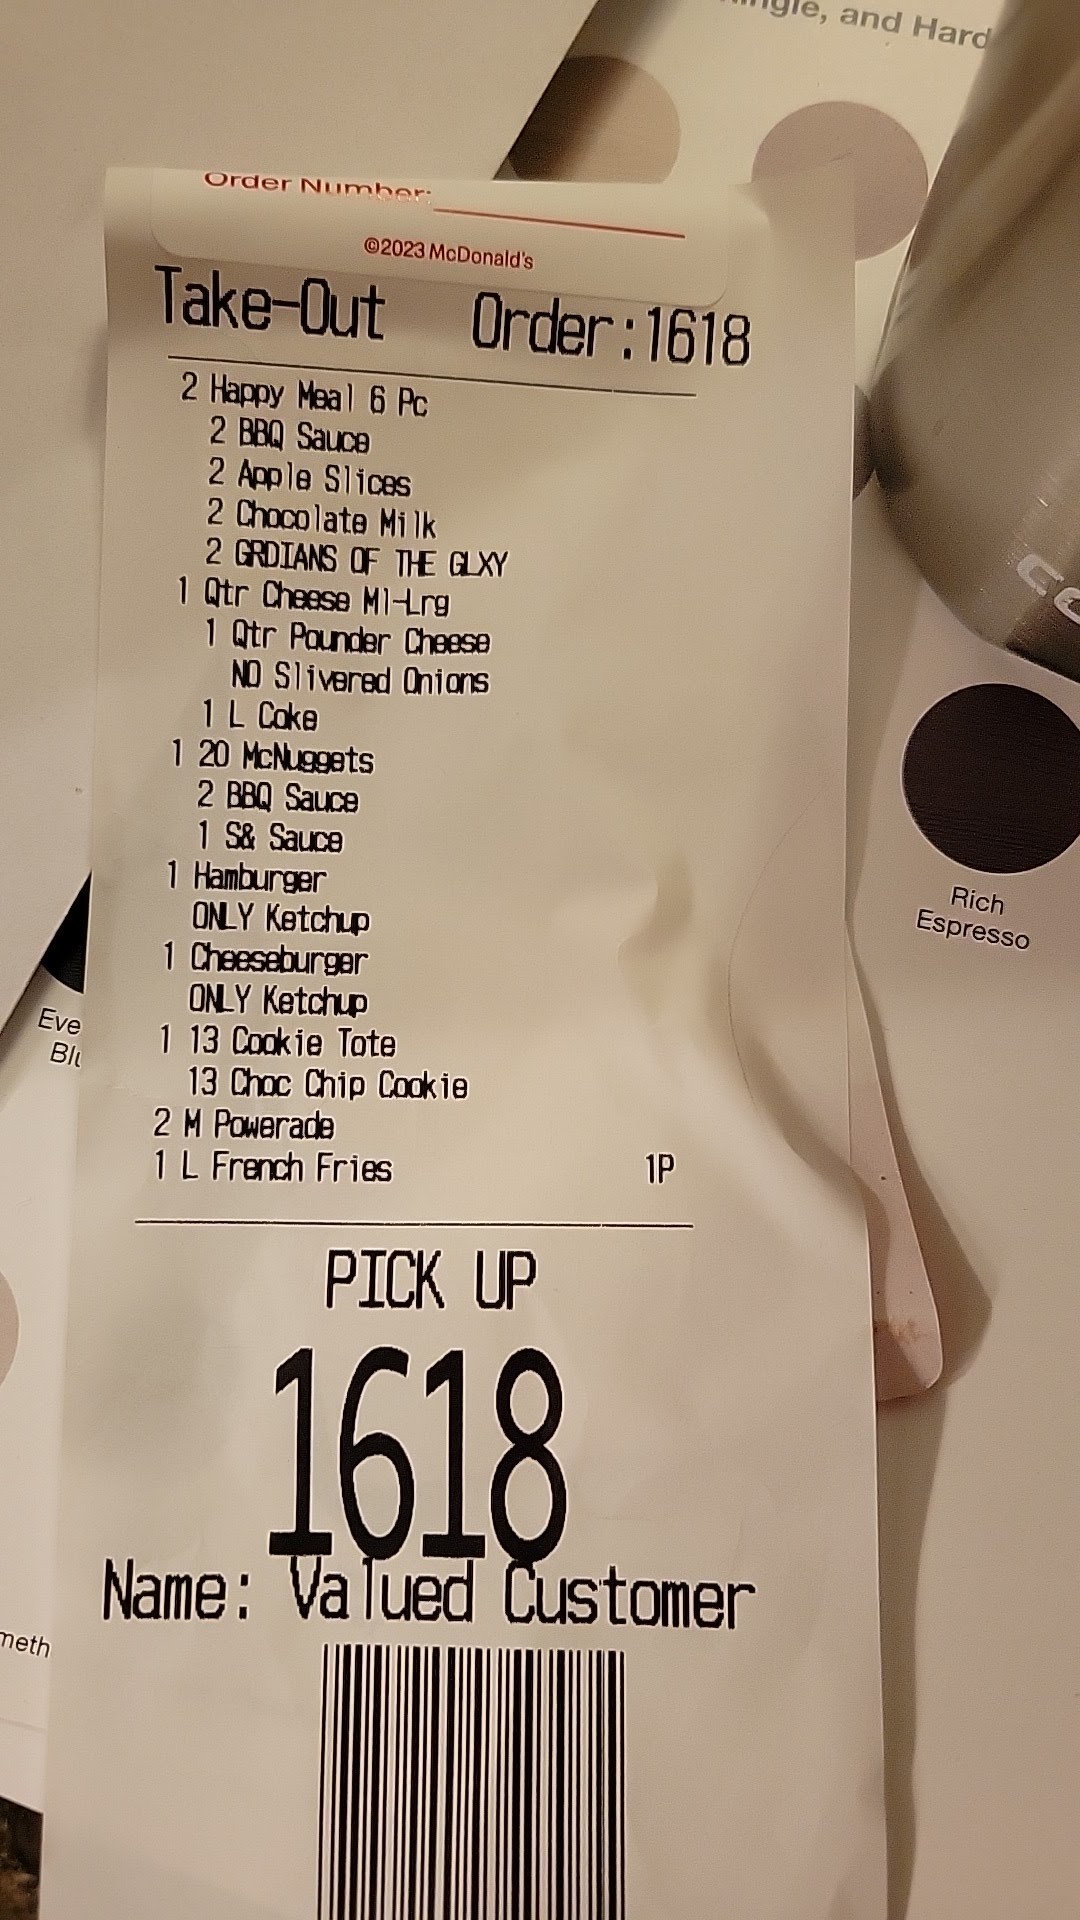 ngle, and Hard
Order Number:
©2023 McDonald's
Take-Out Order:1618
2 Happy Meal 6 Pc
2 BBQ Sauce
2 Apple Slices
2 Chocolate Milk
2 GRDIANS OF THE GLXY
1 Qtr Cheese Ml-Lrg
1 Qtr Pounder Cheese
NO Slivered Onions
1 L Coke
1 20 McNuggets
2 BBQ Sauce
1 S& Sauce
1 Hamburger
ONLY Ketchup
1 Cheeseburger
ONLY Ketchup
1 13 Cookie Tote
13 Choc Chip Cookie
2 M Powerade
1 L French Fries 1P
PICK UP
1618
Name: Valued Customer
Rich
Espresso
Eve
Blu
meth
CO